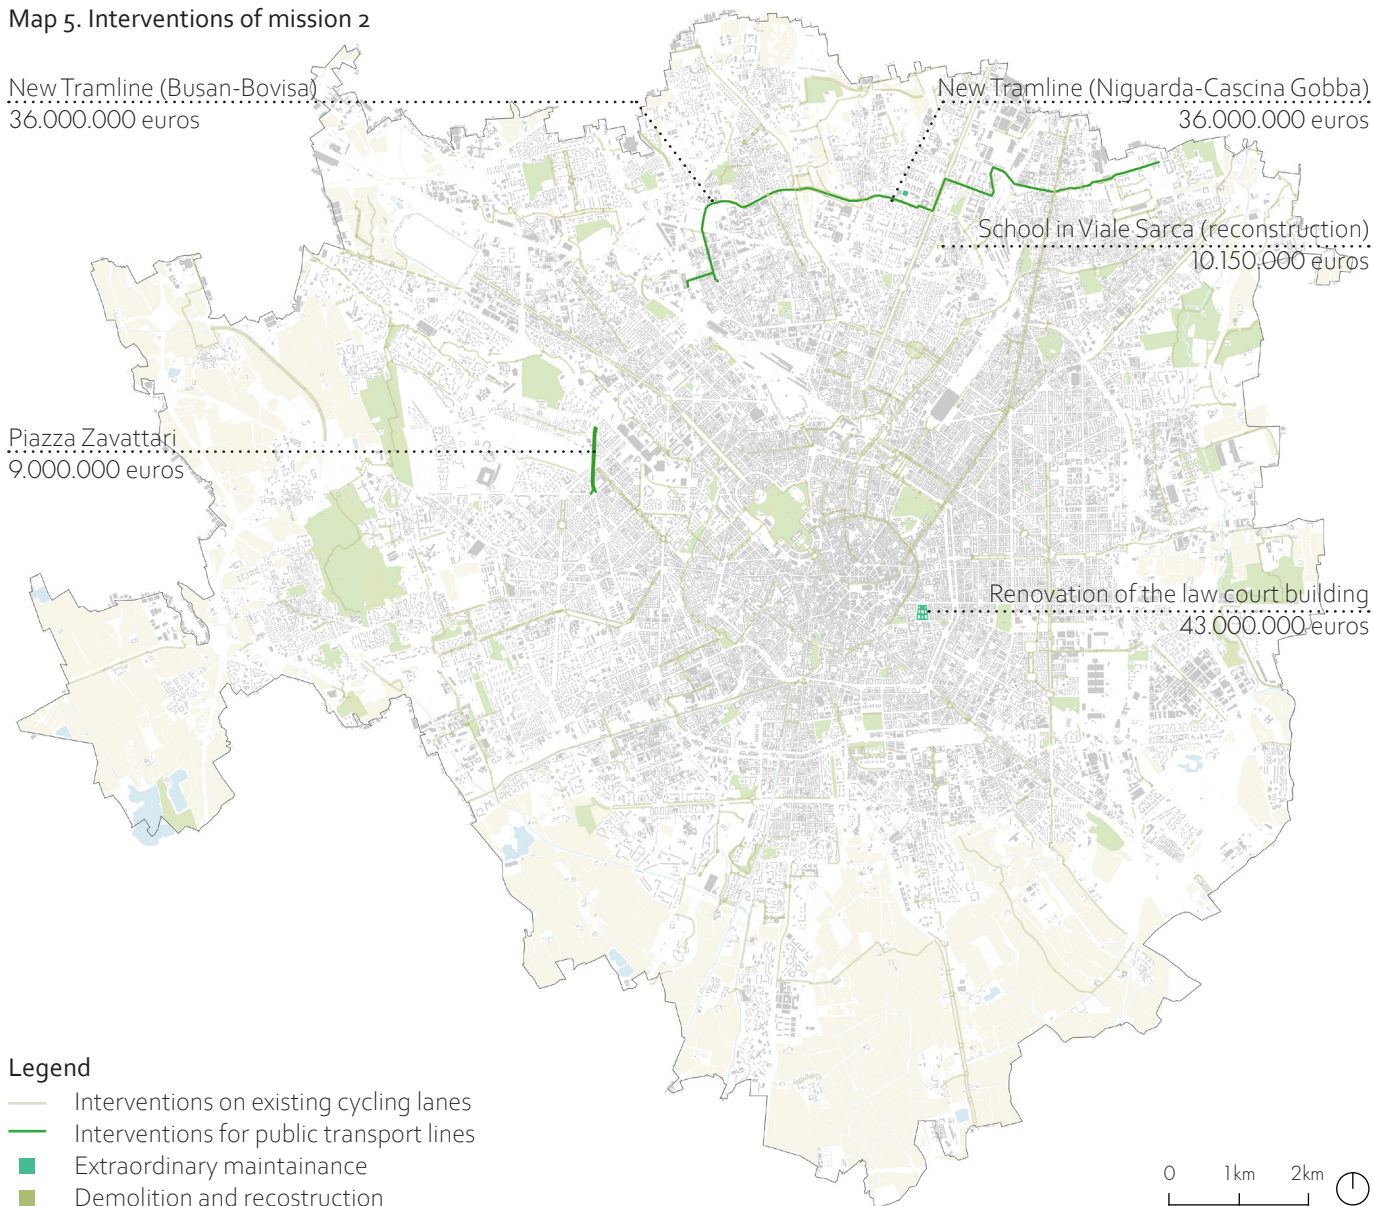 Map 5. Interventions of mission 2
New Tramline (Busan-Bovisa)
36.000.000 euros
New Tramline (Niguarda-Cascina Gobba)
36.000.000 euros
School in Viale Sarca (reconstruction)
10.150.000 euros
Piazza Zavattari
9.000.000 euros
Renovation of the law court building
43.000.000 euros
Legend
Interventions on existing cycling lanes
Interventions for public transport lines
Extraordinary maintainance
Demolition and recostruction
0 1km 2km